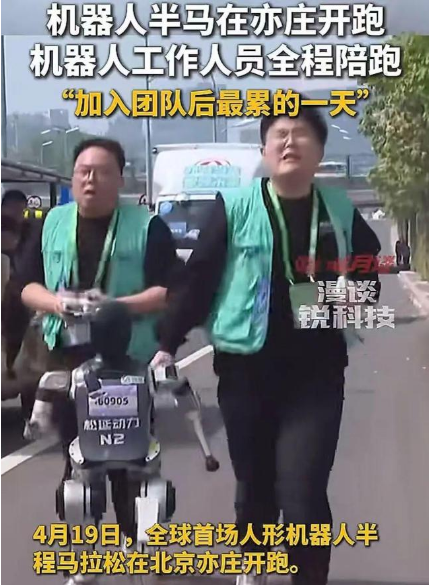 机器人半马在亦庄开跑
机器人工作人员全程陪跑
“加入团队后最累的一天”
漫谈
锐科技
60905
松延动力
N2
4月19日，全球首场人形机器人半
程马拉松在北京亦庄开跑。